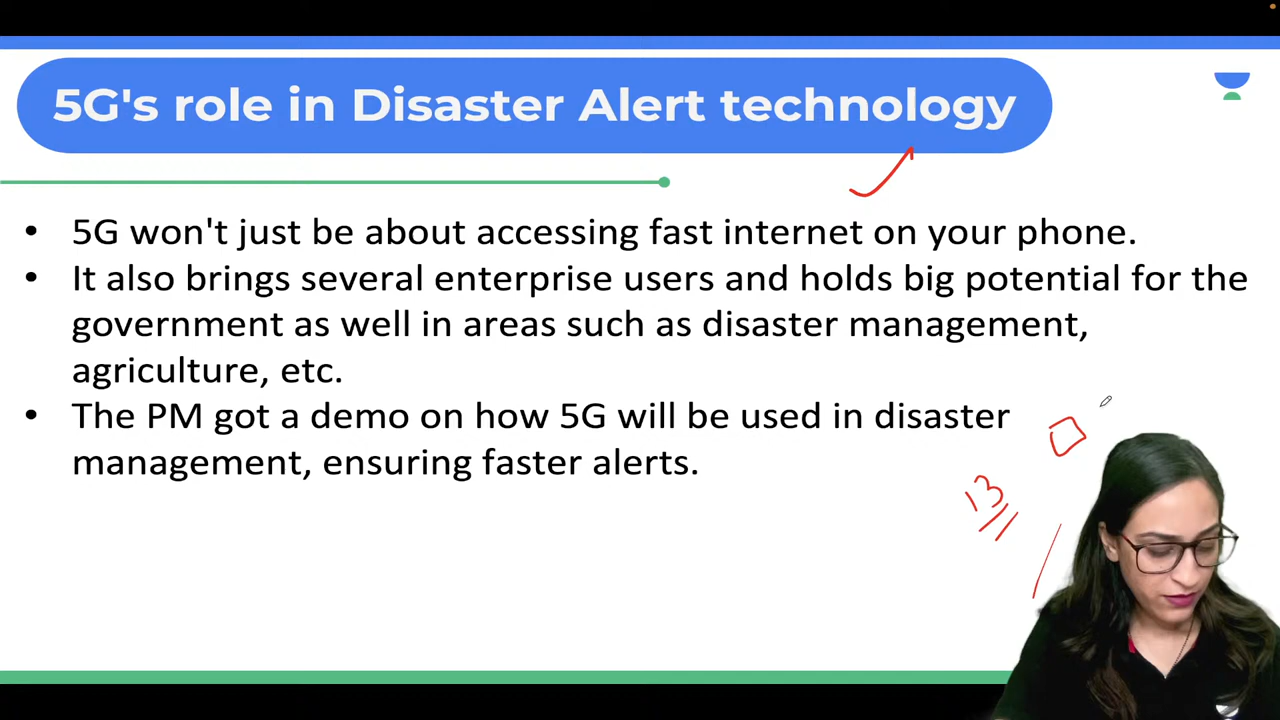 5G's role in Disaster Alert technology
• 5G won't just be about accessing fast internet on your phone.
• It also brings several enterprise users and holds big potential for the
government as well in areas such as disaster management,
agriculture, etc.
• The PM got a demo on how 5G will be used in disaster
management, ensuring faster alerts.
13